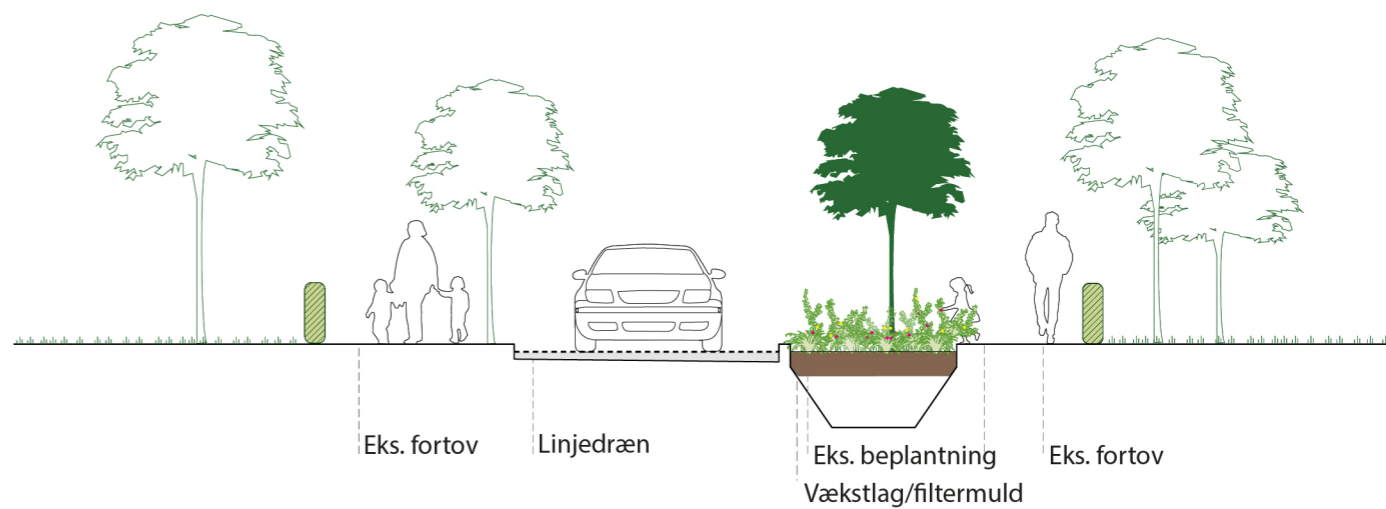 Eks. fortov
Linjedræn
Eks. beplantning
Eks. fortov
Vækstlag/filtermuld